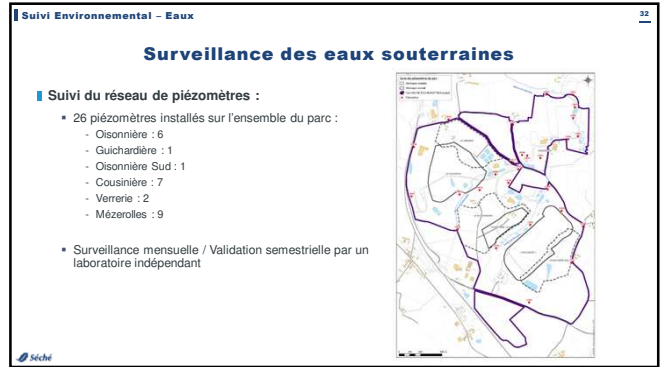 Suivi Environmental – Eaux
32
Surveillance des eaux souterraines
Suivi du réseau de piézomètres :
26 piézomètres installés sur l'ensemble du parc :
- Oisonnière : 6
- Guichardière : 1
- Oisonnière Sud : 1
- Cousinière : 7
- Verrerie : 2
- Mézerolles : 9
Surveillance mensuelle / Validation semestrielle par un
laboratoire indépendant
Séché